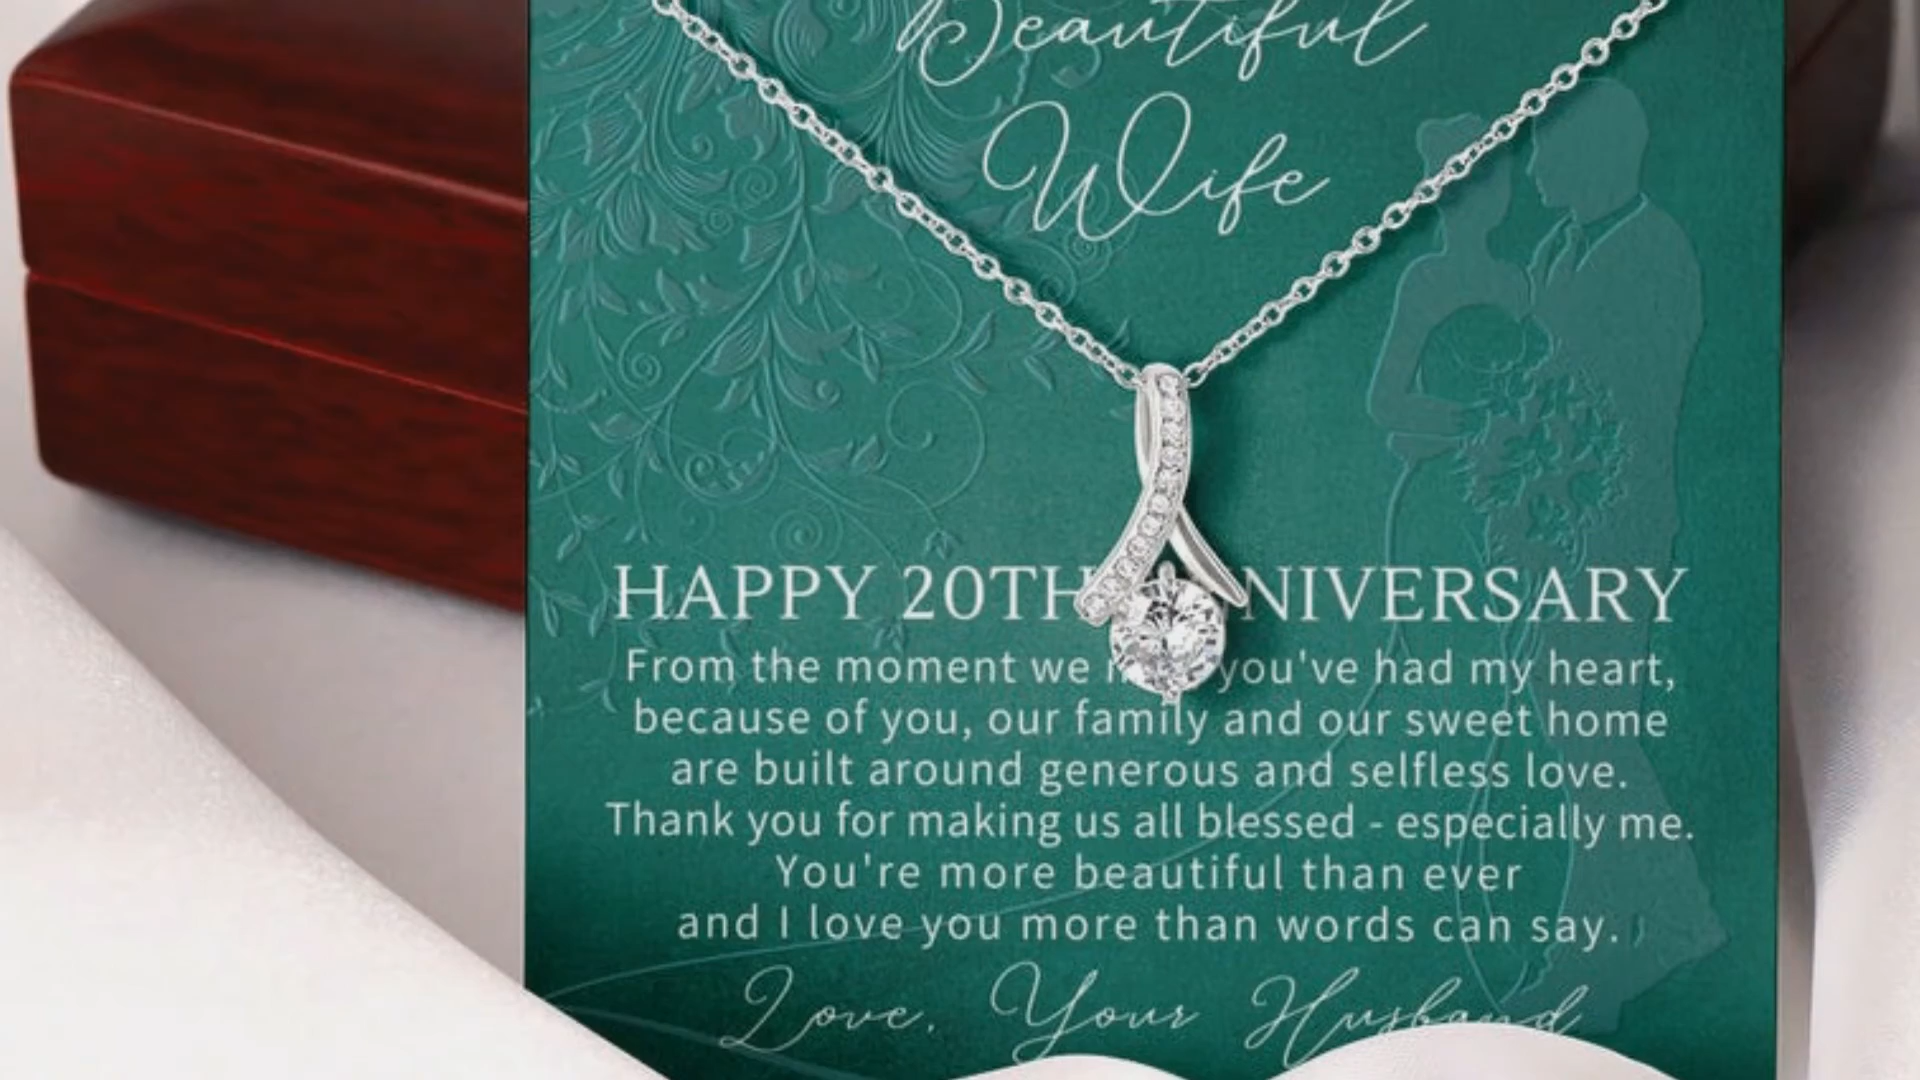 Beautiful
Wife
HAPPY 20TH NIVERSARY
From the moment we you've had my heart,
because of you, our family and our sweet home
are built around generous and selfless love.
Thank you for making us all blessed - especially me.
You're more beautiful than ever
and I love you more than words can say.
Love, Your Husband